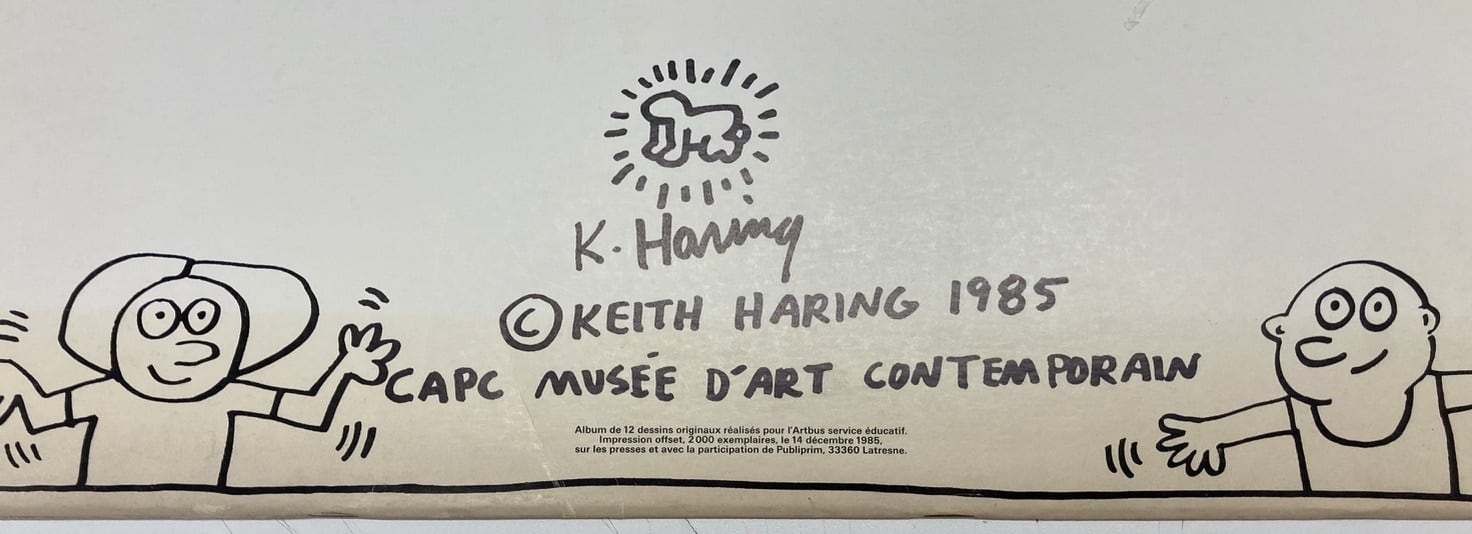 K. Haring
© KEITH HARING 1985
CAPC MUSÉE D'ART CONTEMPORAIN
Album de 12 dessins originaux réalisés pour l'Artbus service éducatif.
Impression offset, 2 000 exemplaires, le 14 décembre 1985,
sur les presses et avec la participation de Publiprim, 33360 Latresne.